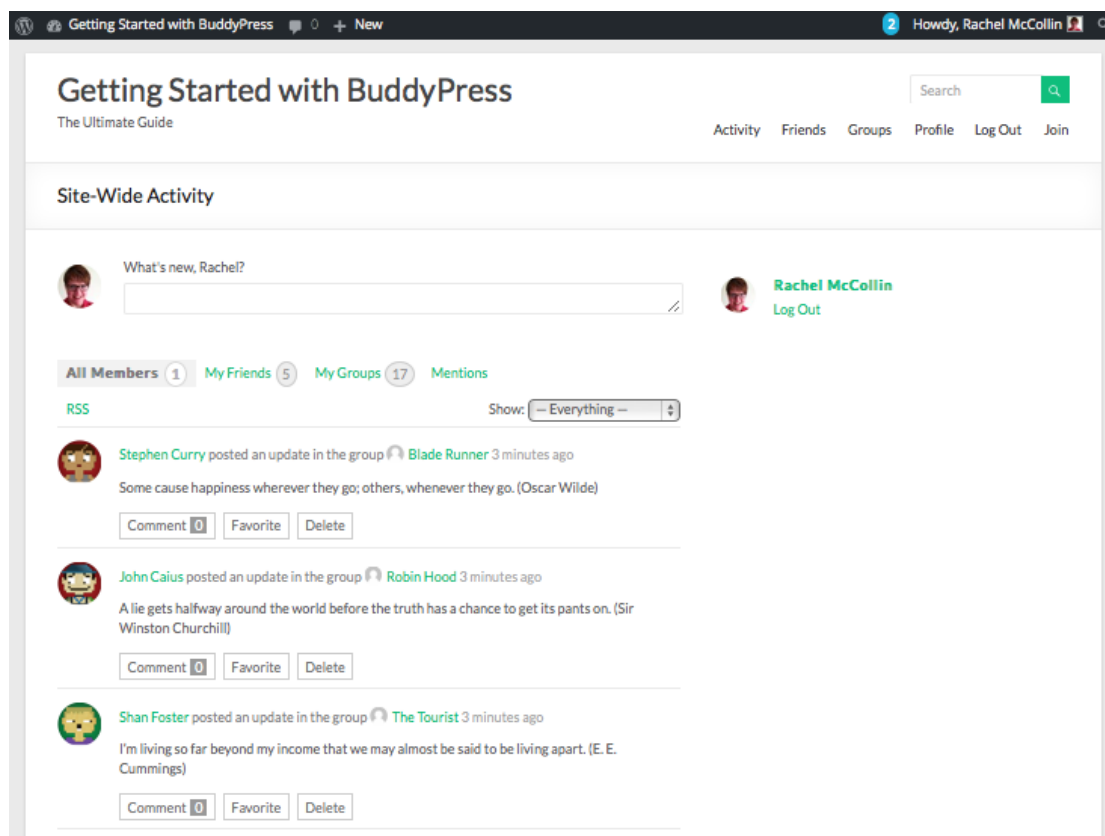 Getting Started with BuddyPress 0 + New 2 Howdy, Rachel McCollin
Getting Started with BuddyPress
The Ultimate Guide
Search
Activity Friends Groups Profile Log Out Join
Site-Wide Activity
What's new, Rachel?
Rachel McCollin
Log Out
All Members 1 My Friends 5 My Groups 17 Mentions
RSS Show: — Everything —
Stephen Curry posted an update in the group Blade Runner 3 minutes ago
Some cause happiness wherever they go; others, whenever they go. (Oscar Wilde)
Comment 0 Favorite Delete
John Caius posted an update in the group Robin Hood 3 minutes ago
A lie gets halfway around the world before the truth has a chance to get its pants on. (Sir
Winston Churchill)
Comment 0 Favorite Delete
Shan Foster posted an update in the group The Tourist 3 minutes ago
I'm living so far beyond my income that we may almost be said to be living apart. (E. E.
Cummings)
Comment 0 Favorite Delete